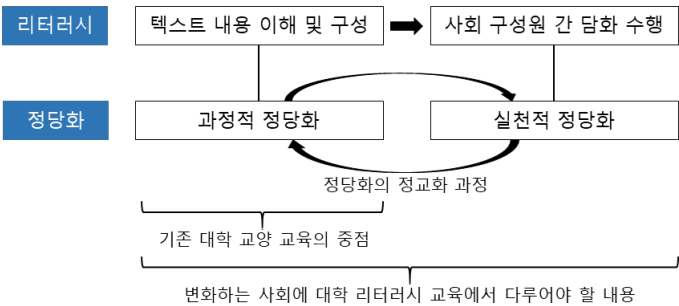 리터러시
텍스트 내용 이해 및 구성
사회 구성원 간 담화 수행
정당화
과정적 정당화
실천적 정당화
정당화의 정교화 과정
기존 대학 교양 교육의 중점
변화하는 사회에 대학 리터러시 교육에서 다루어야 할 내용